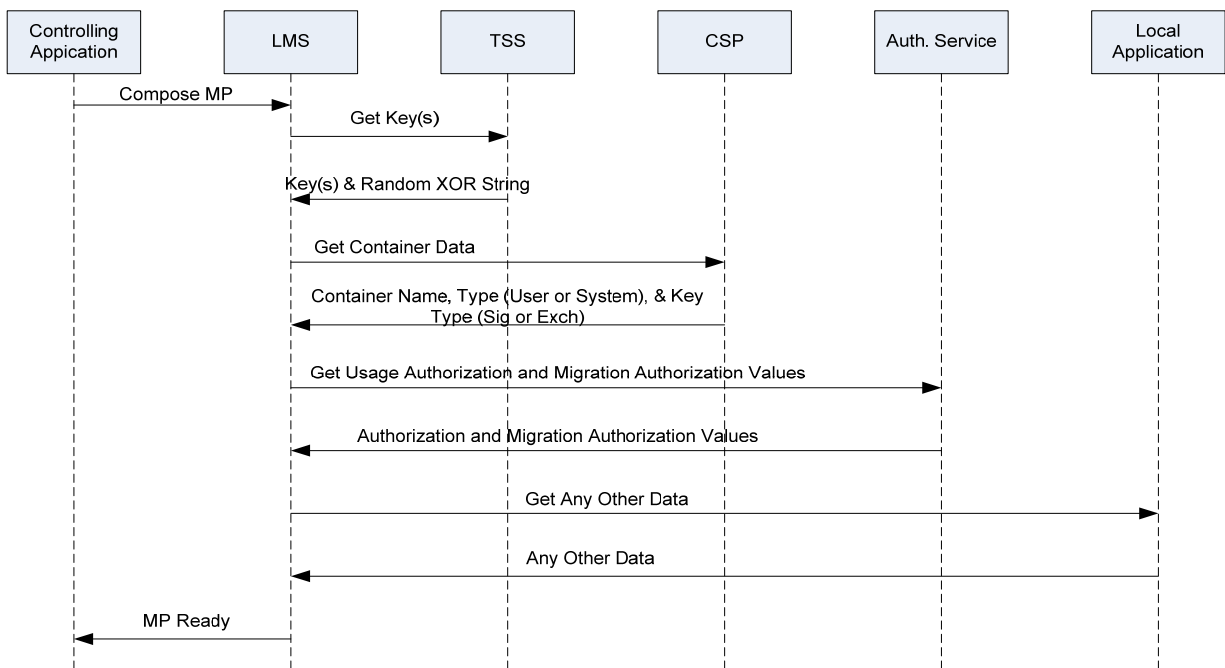 Controlling
Appication
LMS
TSS
CSP
Auth. Service
Local
Application
Compose MP
Get Key(s)
Key(s) & Random XOR String
Get Container Data
Container Name, Type (User or System), & Key
Type (Sig or Exch)
Get Usage Authorization and Migration Authorization Values
Authorization and Migration Authorization Values
Get Any Other Data
Any Other Data
MP Ready